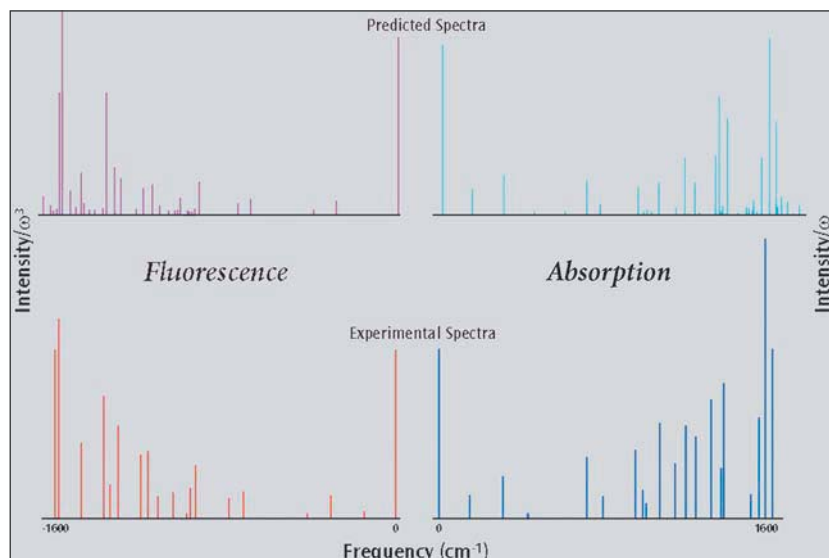 Predicted Spectra
Intensity/ω³
Intensity/ω
Fluorescence
Absorption
Experimental Spectra
-1600
0
0
1600
Frequency (cm⁻¹)